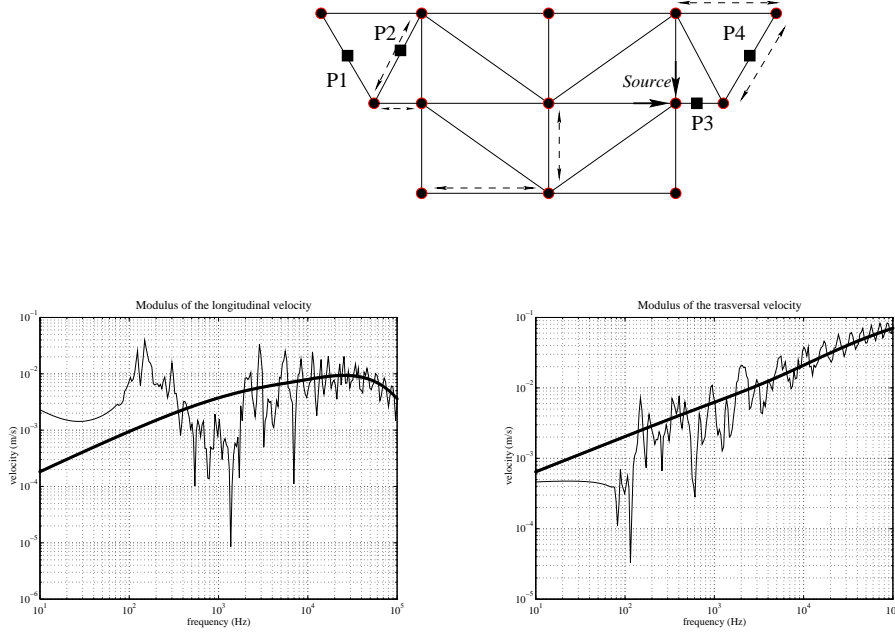 P2
P4
P1
Source
P3
Modulus of the longitudinal velocity
10^-1
10^-2
10^-3
10^-4
10^-5
10^-6
velocity (m/s)
10^1
10^2
10^3
10^4
10^5
frequency (Hz)
Modulus of the trasversal velocity
10^-1
10^-2
10^-3
10^-4
10^-5
velocity (m/s)
10^1
10^2
10^3
10^4
frequency (Hz)